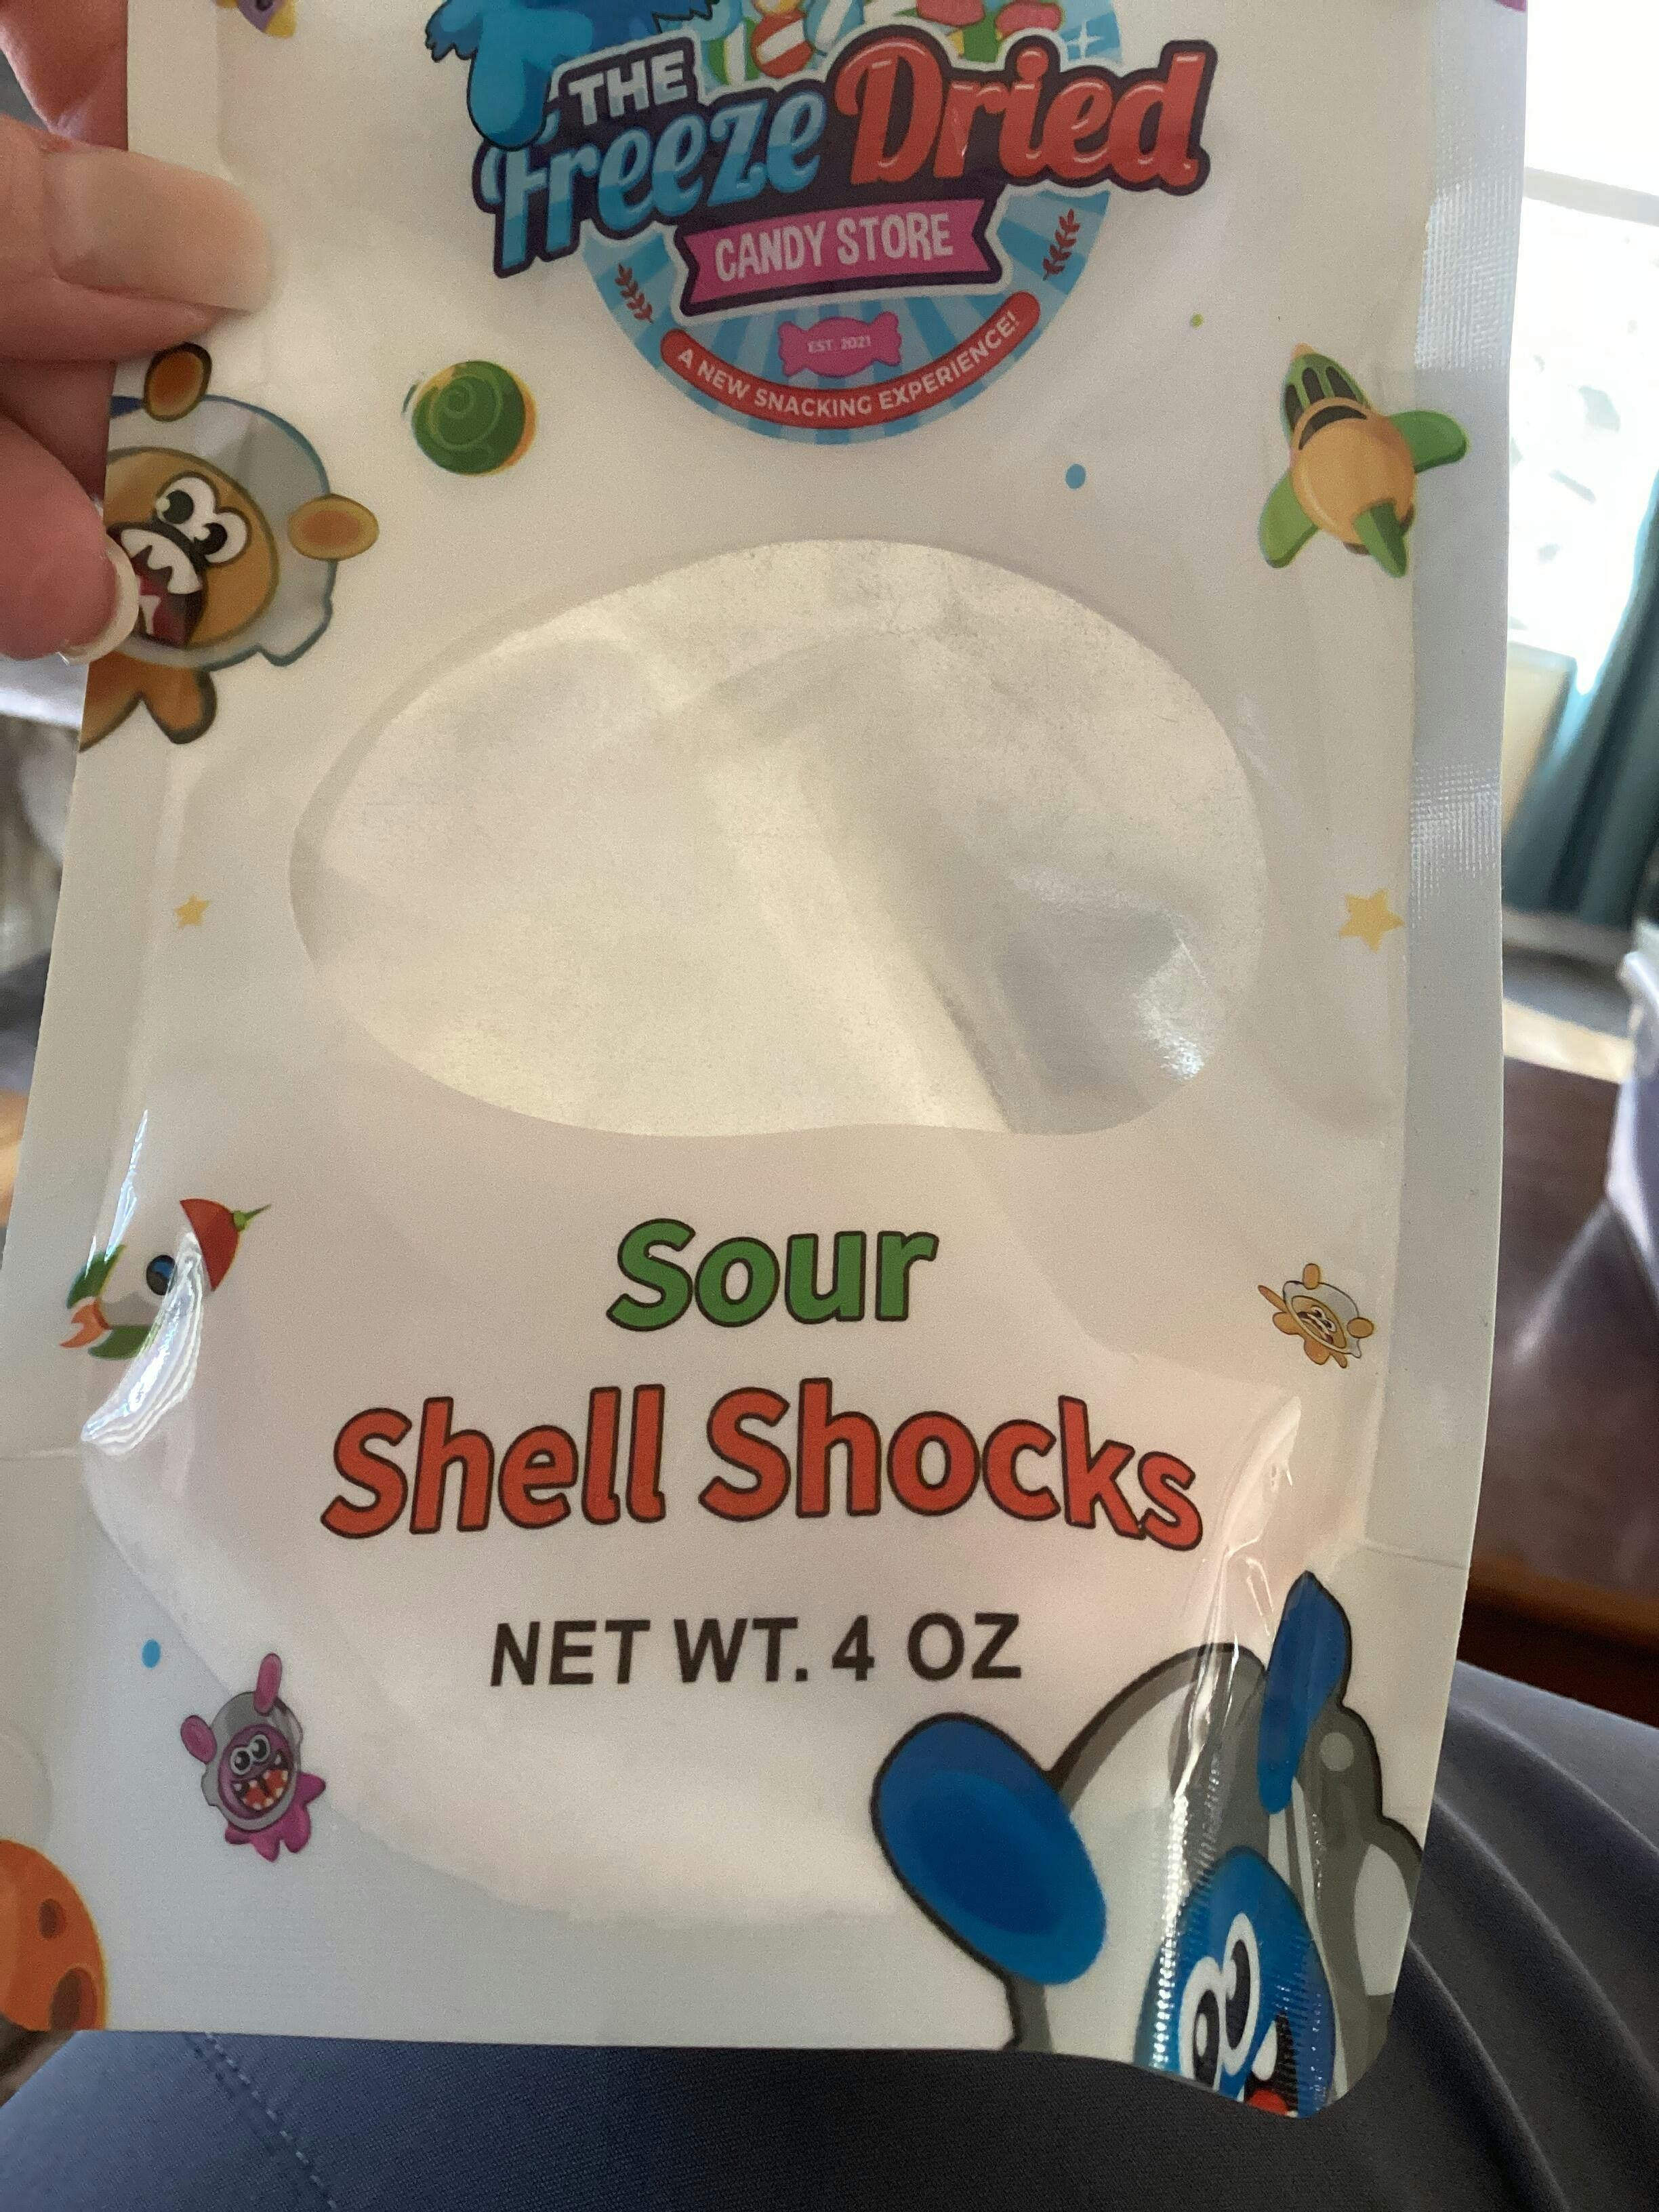 THE
Freeze Dried
CANDY STORE
EST. 2021
A NEW SNACKING EXPERIENCE!
Sour
Shell Shocks
NET WT. 4 OZ